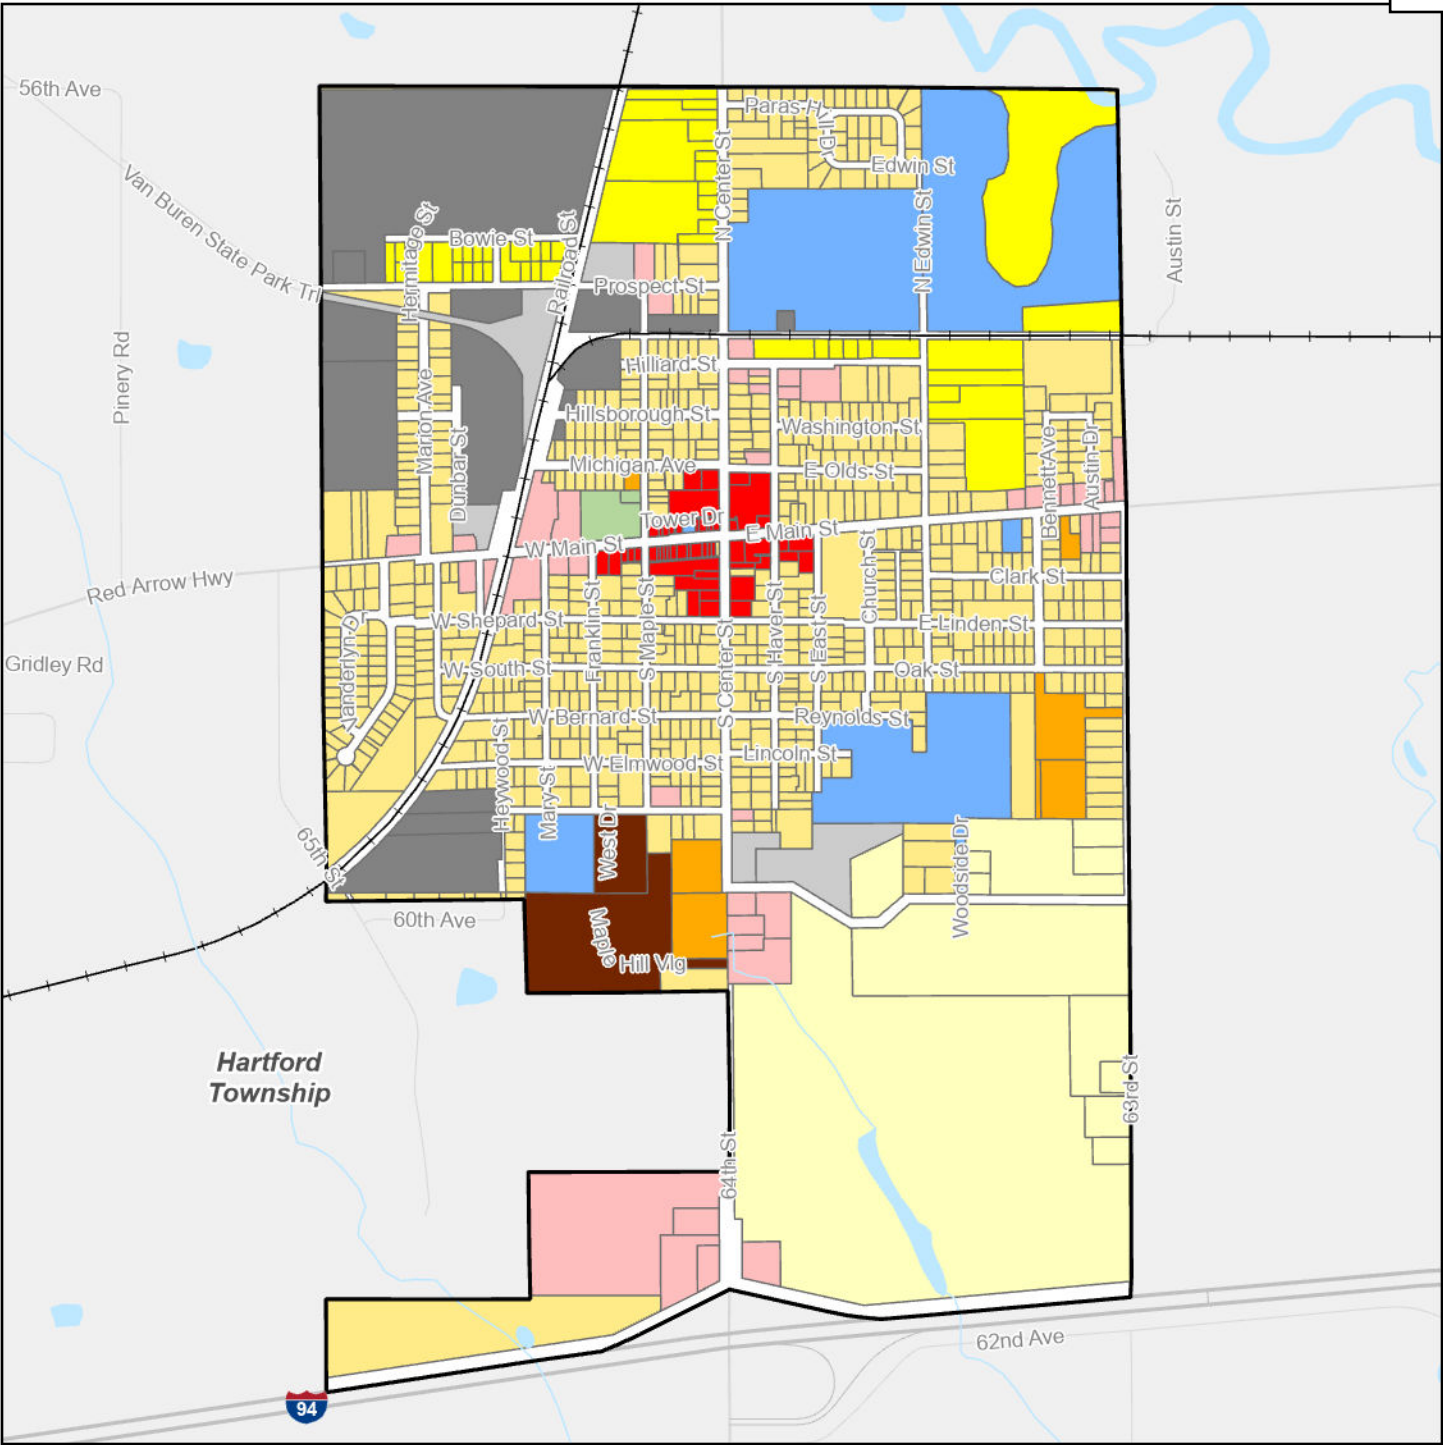 56th Ave
Paras Hill Dr
Edwin St
Van Buren State Park Trl
Hermitage St
Bowie St
Railroad St
N Center St
N Edwin St
Austin St
Prospect St
Pinery Rd
Hilliard St
Hillsborough St
Washington St
Marion Ave
Dunbar St
Michigan Ave
E Olds St
Bennett Ave
Austin Dr
Tower Dr
E Main St
W Main St
Red Arrow Hwy
Church St
Clark St
W Shepard St
Franklin St
S Maple St
S Haver St
S East St
E Linden St
Gridley Rd
Vanderlyn Dr
W South St
S Center St
Oak St
W Bernard St
Reynolds St
Heywood St
W Elmwood St
Lincoln St
Mary St
West Dr
65th St
Woodside Dr
60th Ave
Maple
Hill Vlg
Hartford
Township
63rd St
64th St
62nd Ave
94